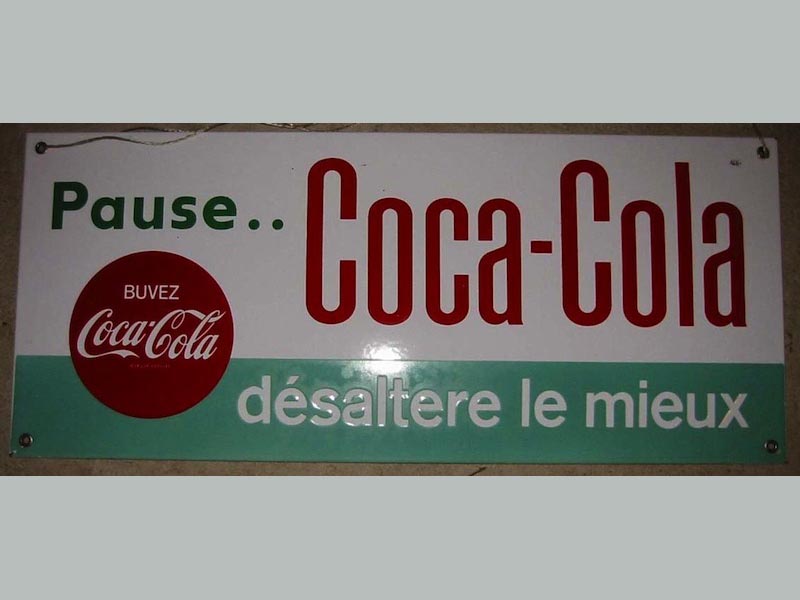 Pause.. Coca-Cola
BUVEZ
Coca-Cola
désaltere le mieux